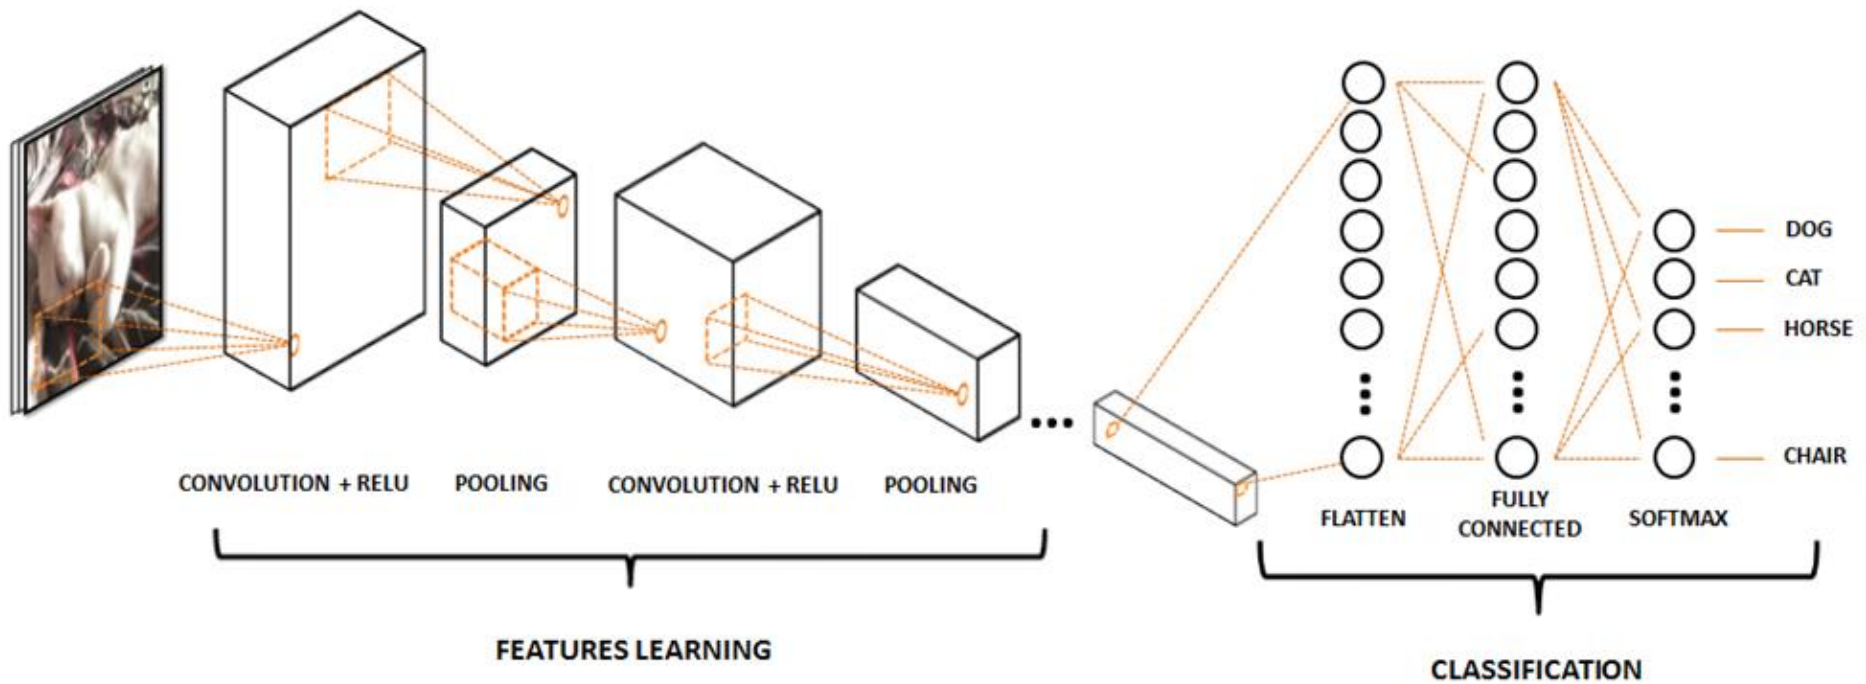 CONVOLUTION + RELU
POOLING
CONVOLUTION + RELU
POOLING
FLATTEN
FULLY
CONNECTED
SOFTMAX
DOG
CAT
HORSE
CHAIR
FEATURES LEARNING
CLASSIFICATION